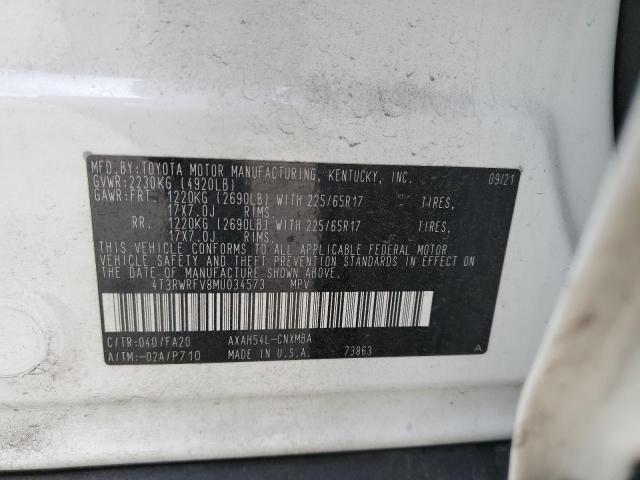 MFD.BY:TOYOTA MOTOR MANUFACTURING, KENTUCKY, INC. 09/21
GVWR:2230KG (4920LB)
GAWR:FRT. 1220KG (2690LB) WITH 225/65R17 TIRES,
17X7.0J RIMS.
RR. 1220KG (2690LB) WITH 225/65R17 TIRES,
17X7.0J RIMS.
THIS VEHICLE CONFORMS TO ALL APPLICABLE FEDERAL MOTOR
VEHICLE SAFETY AND THEFT PREVENTION STANDARDS IN EFFECT
ON THE DATE OF MANUFACTURE SHOWN ABOVE.
4T3RWRFV8MU034573 MPV
C/TR:040/FA20 AXAH54L-CNXMBA
A/TM:-02A/P710 MADE IN U.S.A. 73863 A